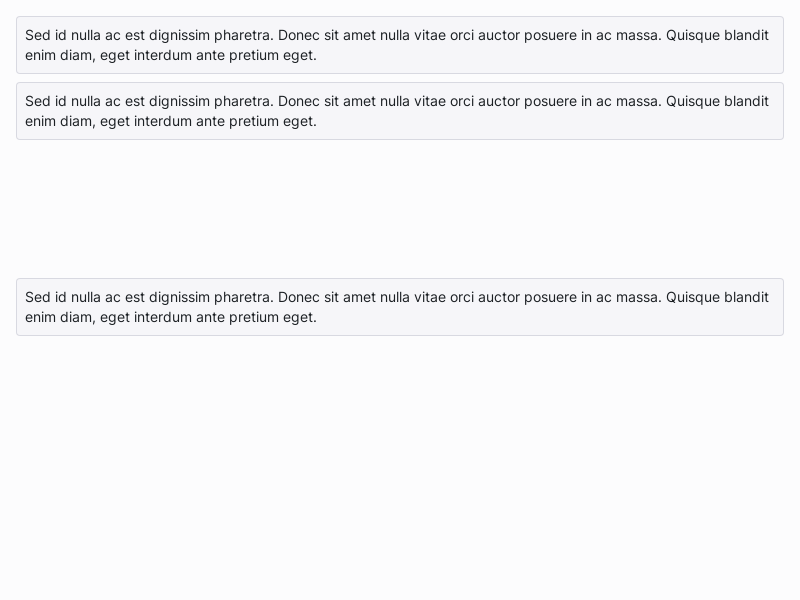 Sed id nulla ac est dignissim pharetra. Donec sit amet nulla vitae orci auctor posuere in ac massa. Quisque blandit
enim diam, eget interdum ante pretium eget.
Sed id nulla ac est dignissim pharetra. Donec sit amet nulla vitae orci auctor posuere in ac massa. Quisque blandit
enim diam, eget interdum ante pretium eget.
Sed id nulla ac est dignissim pharetra. Donec sit amet nulla vitae orci auctor posuere in ac massa. Quisque blandit
enim diam, eget interdum ante pretium eget.